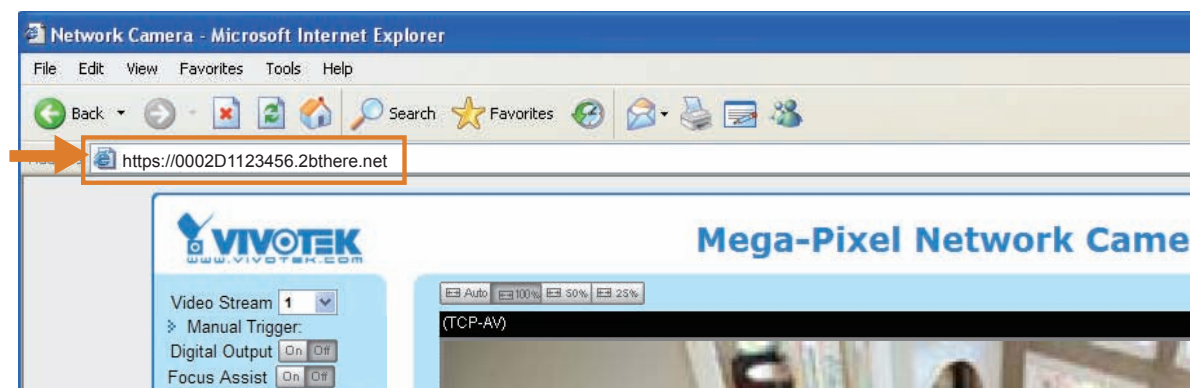 Network Camera - Microsoft Internet Explorer
File Edit View Favorites Tools Help
Back Search Favorites
https://0002D1123456.2bthere.net
VIVOTEK Mega-Pixel Network Came
www.vivotek.com
Auto 100% 50% 25%
Video Stream 1
(TCP-AV)
Manual Trigger:
Digital Output On Off
Focus Assist On Off